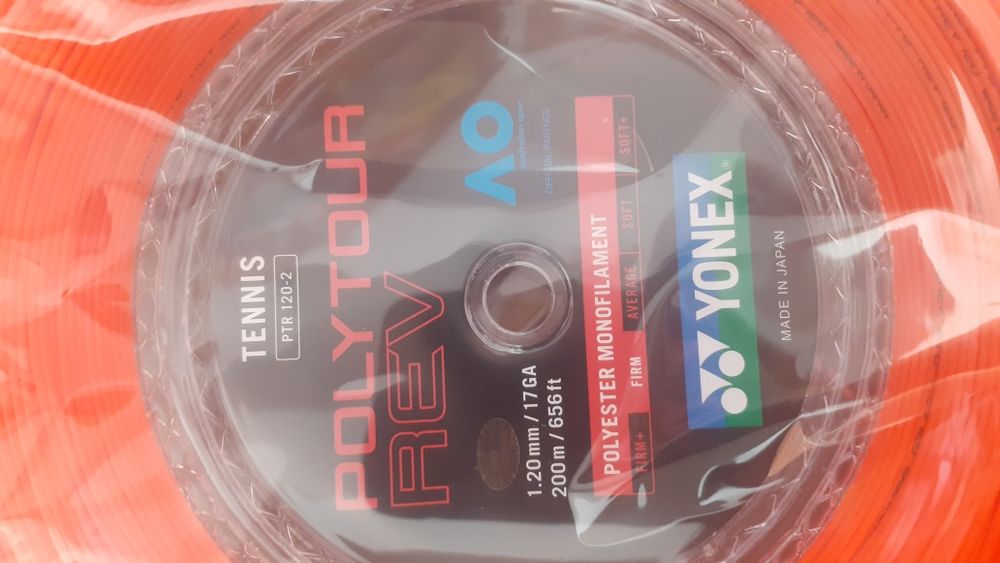 TENNIS
PTR 120-2
POLYTOUR
REV
AO
australian open
OFFICIAL PARTNER
1.20mm / 17GA
200m / 656ft
POLYESTER MONOFILAMENT
FIRM+ FIRM AVERAGE SOFT SOFT+
YONEX®
MADE IN JAPAN